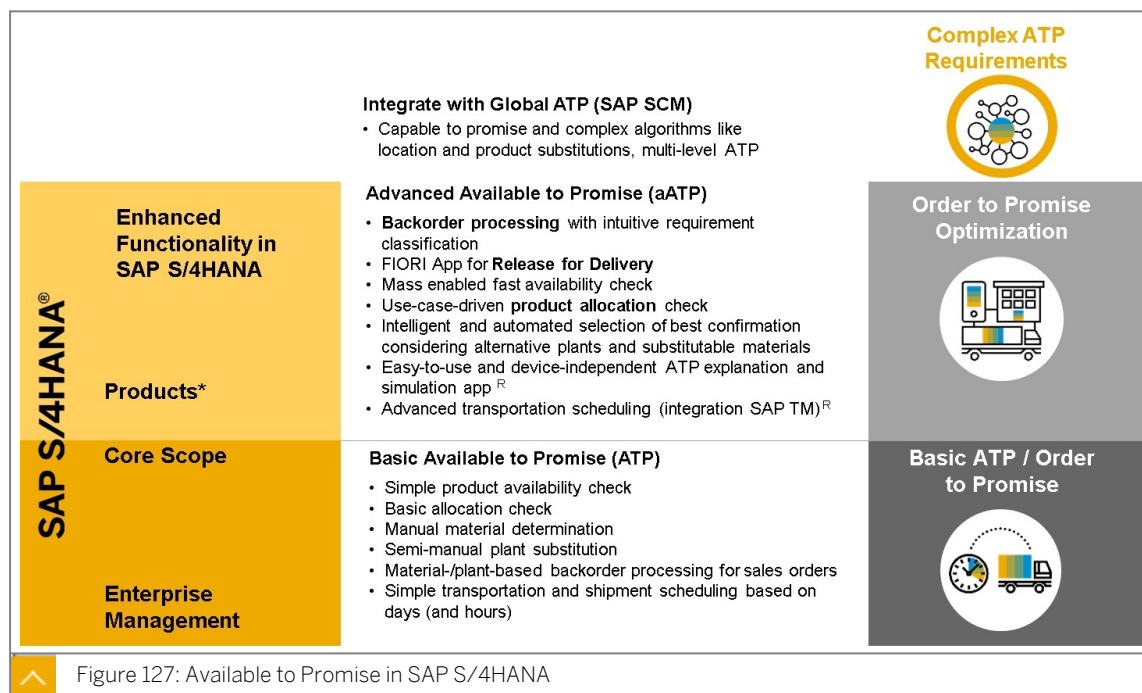 Complex ATP
Requirements
Integrate with Global ATP (SAP SCM)
• Capable to promise and complex algorithms like
location and product substitutions, multi-level ATP
SAP S/4HANA®
Enhanced
Functionality in
SAP S/4HANA
Products*
Advanced Available to Promise (aATP)
• Backorder processing with intuitive requirement
classification
• FIORI App for Release for Delivery
• Mass enabled fast availability check
• Use-case-driven product allocation check
• Intelligent and automated selection of best confirmation
considering alternative plants and substitutable materials
• Easy-to-use and device-independent ATP explanation and
simulation app R
• Advanced transportation scheduling (integration SAP TM) R
Order to Promise
Optimization
Core Scope
Enterprise
Management
Basic Available to Promise (ATP)
• Simple product availability check
• Basic allocation check
• Manual material determination
• Semi-manual plant substitution
• Material-/plant-based backorder processing for sales orders
• Simple transportation and shipment scheduling based on
days (and hours)
Basic ATP / Order
to Promise
Figure 127: Available to Promise in SAP S/4HANA